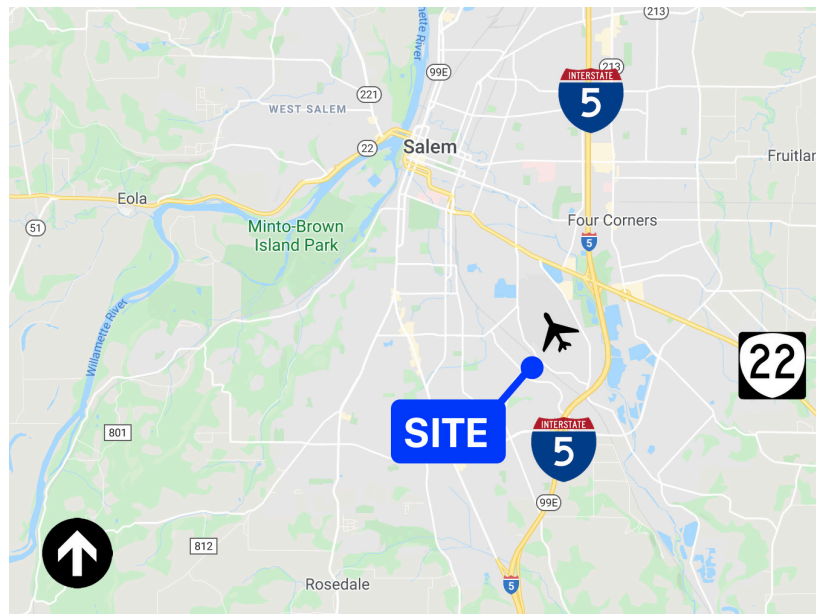 213
Willamette River
99E
INTERSTATE
5
213
221
WEST SALEM
22
Salem
Fruitlan
Eola
51
Minto-Brown
Island Park
Four Corners
5
Willamette River
22
SITE
INTERSTATE
5
801
99E
812
Rosedale
5